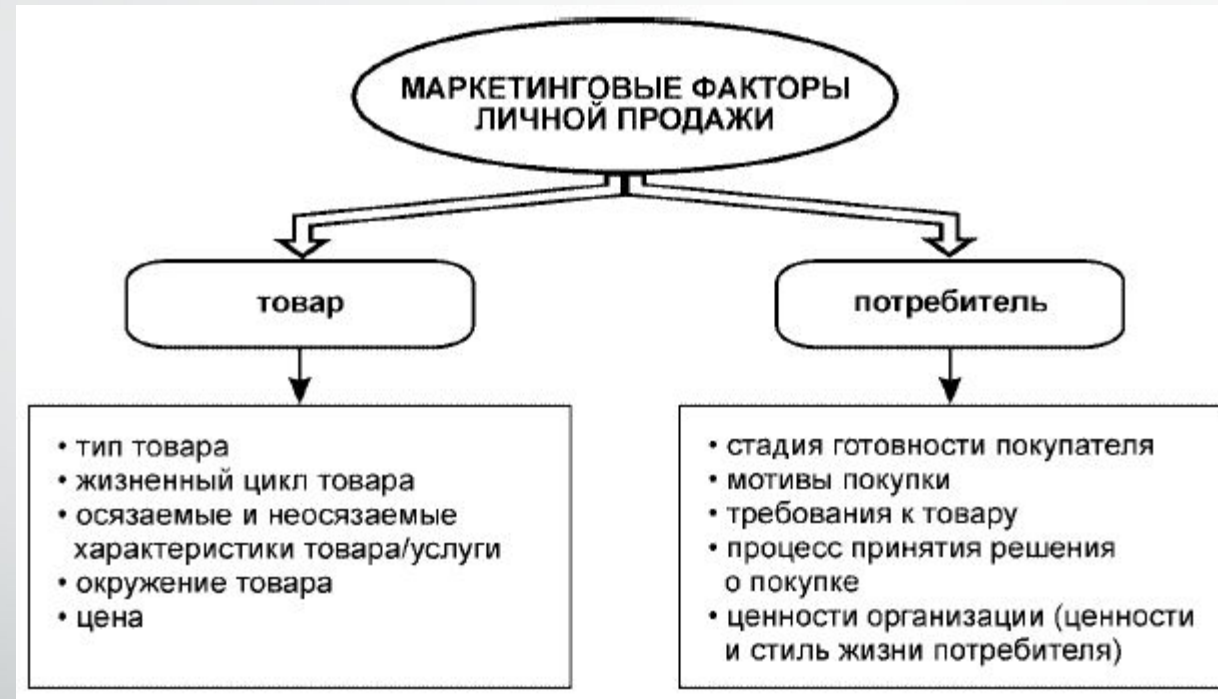 МАРКЕТИНГОВЫЕ ФАКТОРЫ
ЛИЧНОЙ ПРОДАЖИ
товар
потребитель
• тип товара
• жизненный цикл товара
• осязаемые и неосязаемые
характеристики товара/услуги
• окружение товара
• цена
• стадия готовности покупателя
• мотивы покупки
• требования к товару
• процесс принятия решения
о покупке
• ценности организации (ценности
и стиль жизни потребителя)